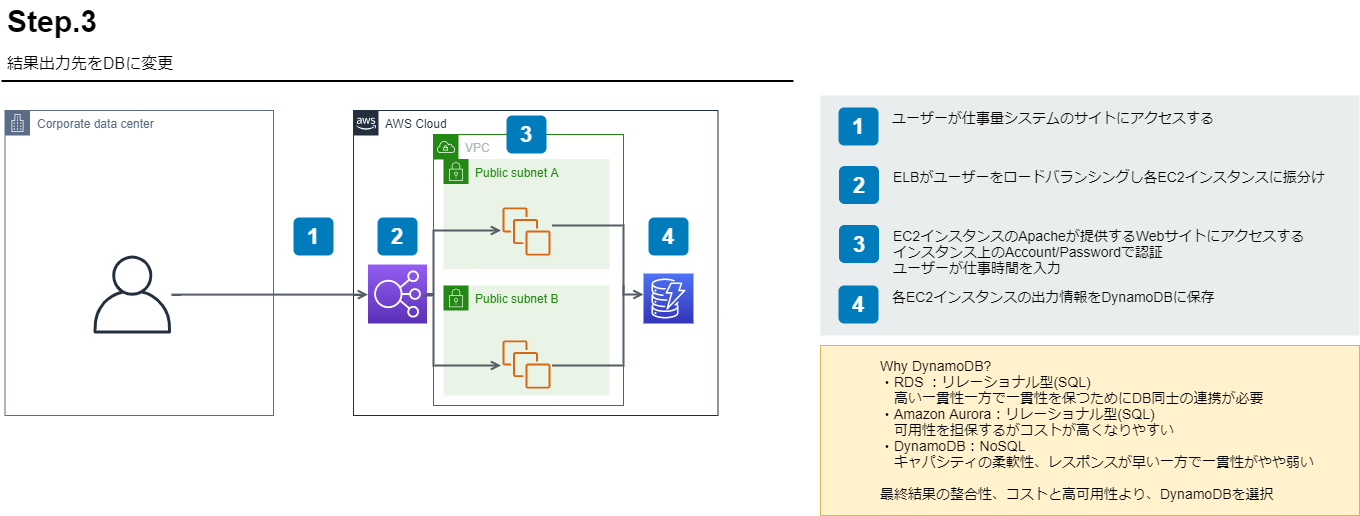 Step.3
結果出力先をDBに変更
Corporate data center
aws
AWS Cloud
VPC
3
Public subnet A
1
2
4
Public subnet B
1
ユーザーが仕事量システムのサイトにアクセスする
2
ELBがユーザーをロードバランシングし各EC2インスタンスに振分け
3
EC2インスタンスのApacheが提供するWebサイトにアクセスする
インスタンス上のAccount/Passwordで認証
ユーザーが仕事時間を入力
4
各EC2インスタンスの出力情報をDynamoDBに保存
Why DynamoDB?
・RDS ：リレーショナル型(SQL)
高い一貫性一方で一貫性を保つためにDB同士の連携が必要
・Amazon Aurora：リレーショナル型(SQL)
可用性を担保するがコストが高くなりやすい
・DynamoDB：NoSQL
キャパシティの柔軟性、レスポンスが早い一方で一貫性がやや弱い
最終結果の整合性、コストと高可用性より、DynamoDBを選択